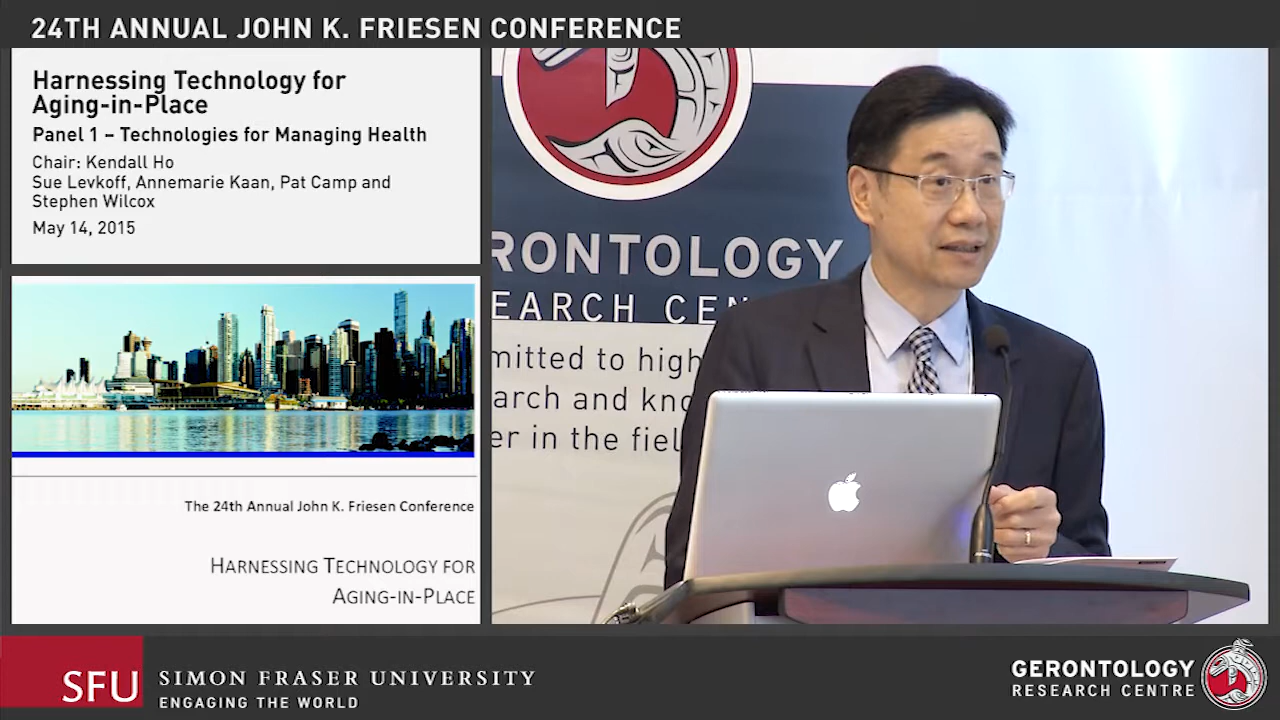 24TH ANNUAL JOHN K. FRIESEN CONFERENCE
Harnessing Technology for
Aging-in-Place
Panel 1 – Technologies for Managing Health
Chair: Kendall Ho
Sue Levkoff, Annemarie Kaan, Pat Camp and
Stephen Wilcox
May 14, 2015
The 24th Annual John K. Friesen Conference
HARNESSING TECHNOLOGY FOR
AGING-IN-PLACE
RONTOLOGY
EARCH CEN
mitted to high
arch and kno
er in the fiel
SFU
SIMON FRASER UNIVERSITY
ENGAGING THE WORLD
GERONTOLOGY
RESEARCH CENTRE